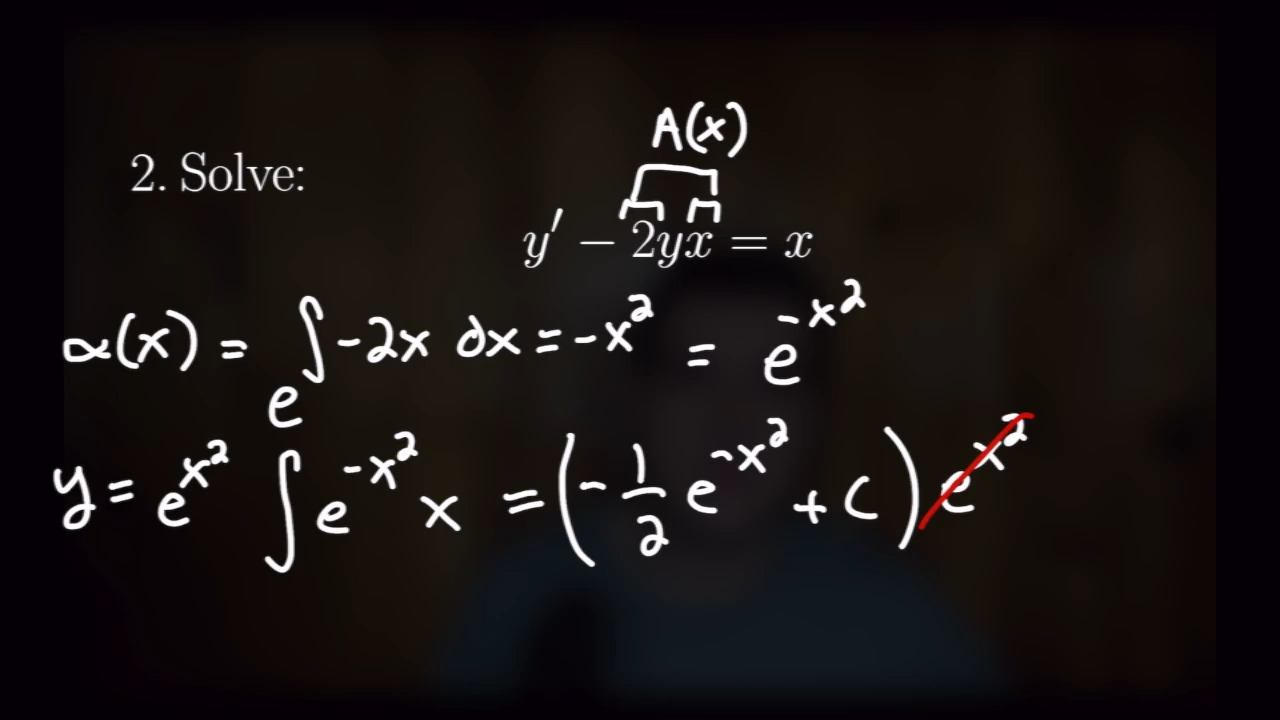 A(x)
2. Solve:
y′ − 2yx = x
α(x) = e^∫-2x dx = -x² = e^-x²
y = e^x² ∫ e^-x² x = (-1/2 e^-x² + C) e^x²